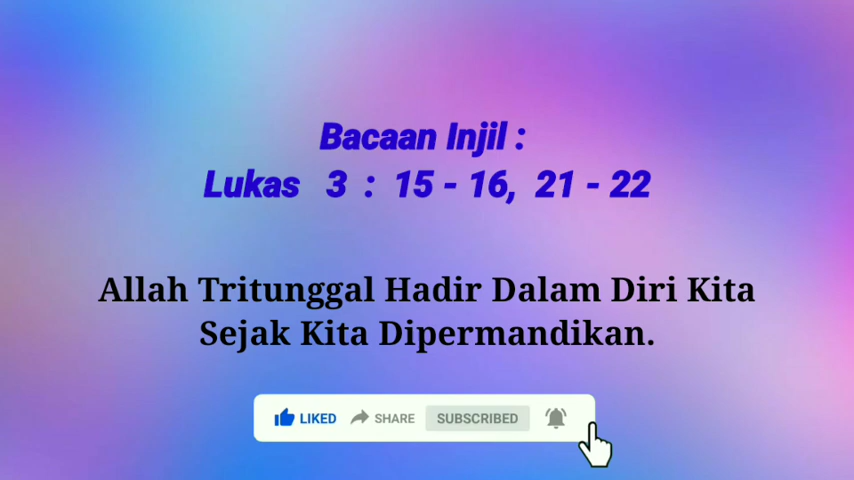 Bacaan Injil :
Lukas 3 : 15 - 16, 21 - 22
Allah Tritunggal Hadir Dalam Diri Kita
Sejak Kita Dipermandikan.
LIKED SHARE SUBSCRIBED